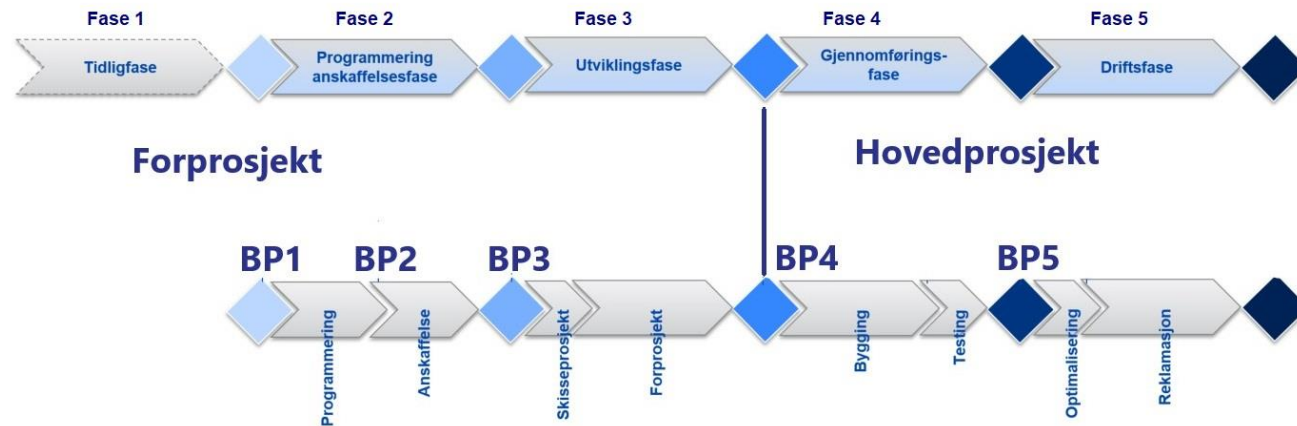 Fase 1
Fase 2
Fase 3
Fase 4
Fase 5
Tidligfase
Programmering
anskaffelsesfase
Utviklingsfase
Gjennomførings-
fase
Driftsfase
Forprosjekt
Hovedprosjekt
BP1
BP2
BP3
BP4
BP5
Programmering
Anskaffelse
Skisseprosjekt
Forprosjekt
Bygging
Testing
Optimalisering
Reklamasjon